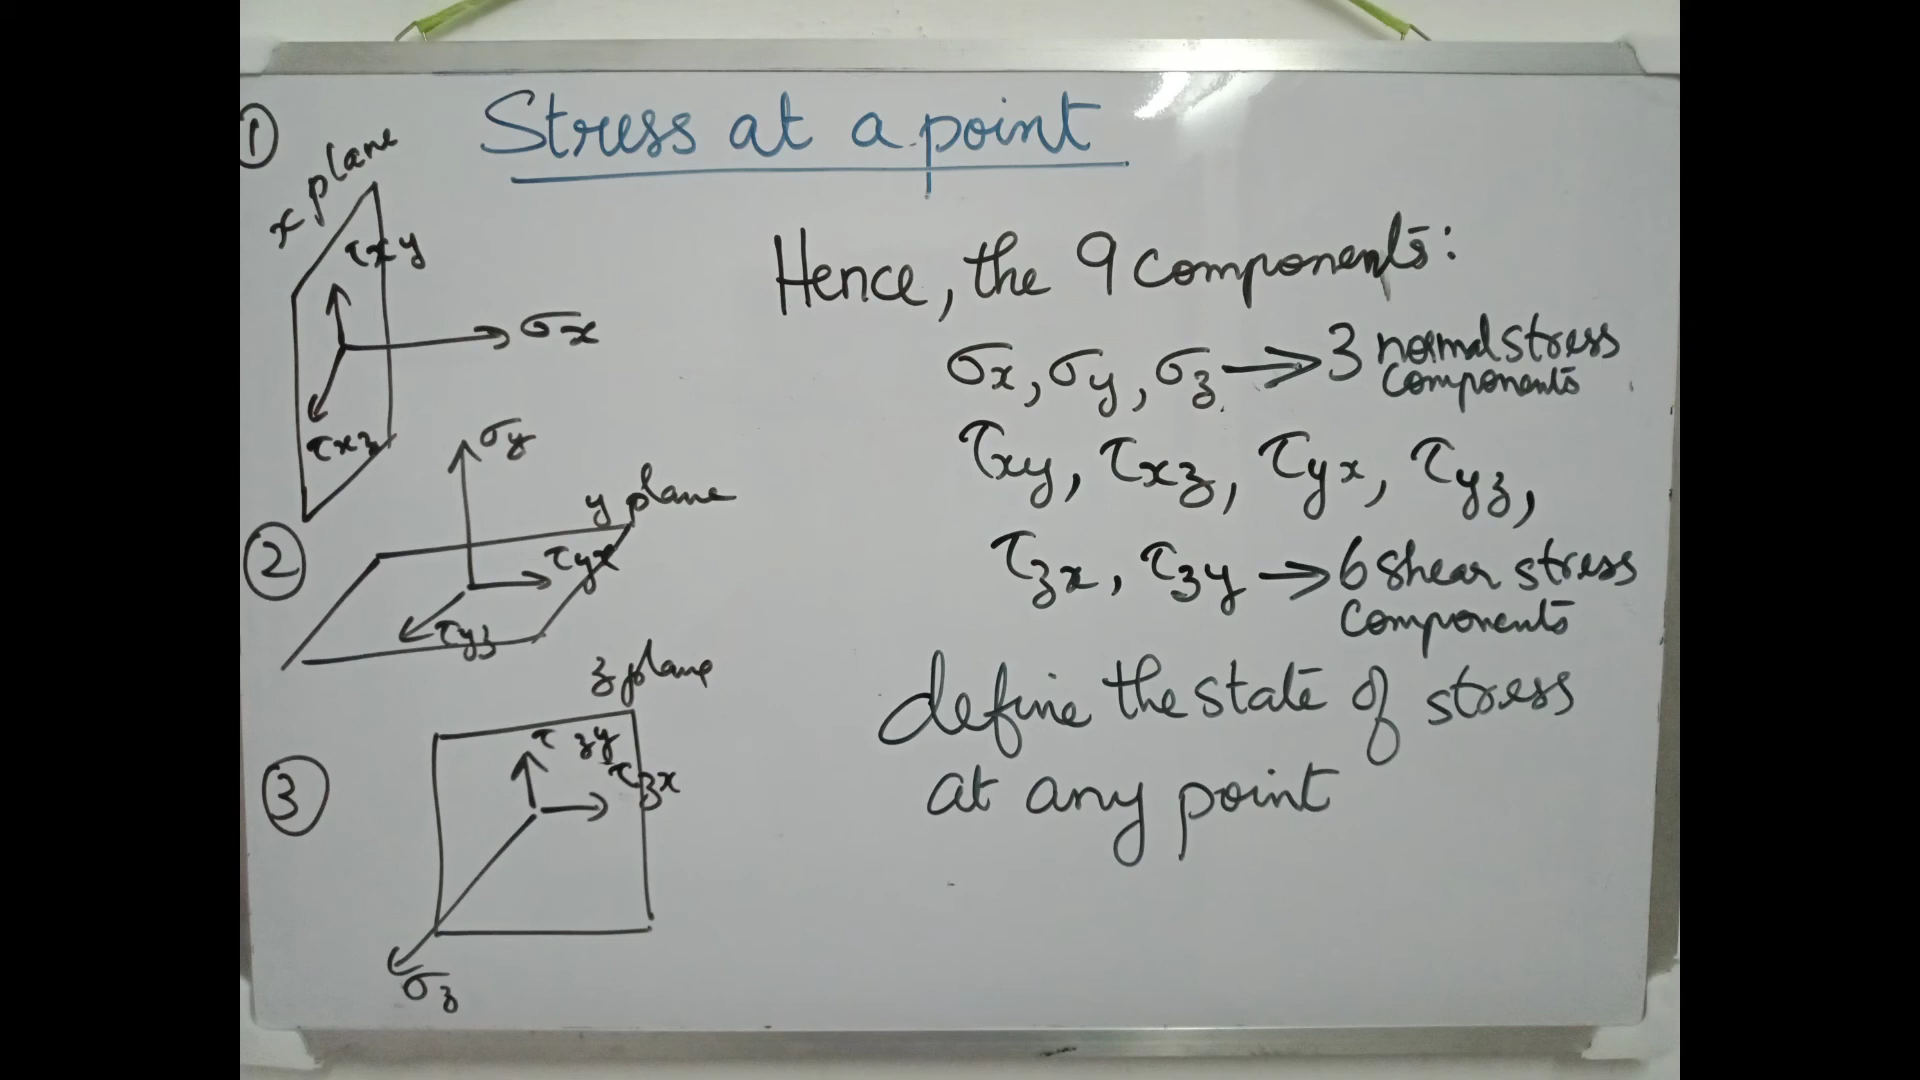 Stress at a point
①
x plane
τxy
σx
τxz
②
σy
y plane
τyx
τyz
③
z plane
τzy
τzx
σz
Hence, the 9 components:
σx, σy, σz → 3 normal stress
components
τxy, τxz, τyx, τyz,
τzx, τzy → 6 shear stress
components
define the state of stress
at any point